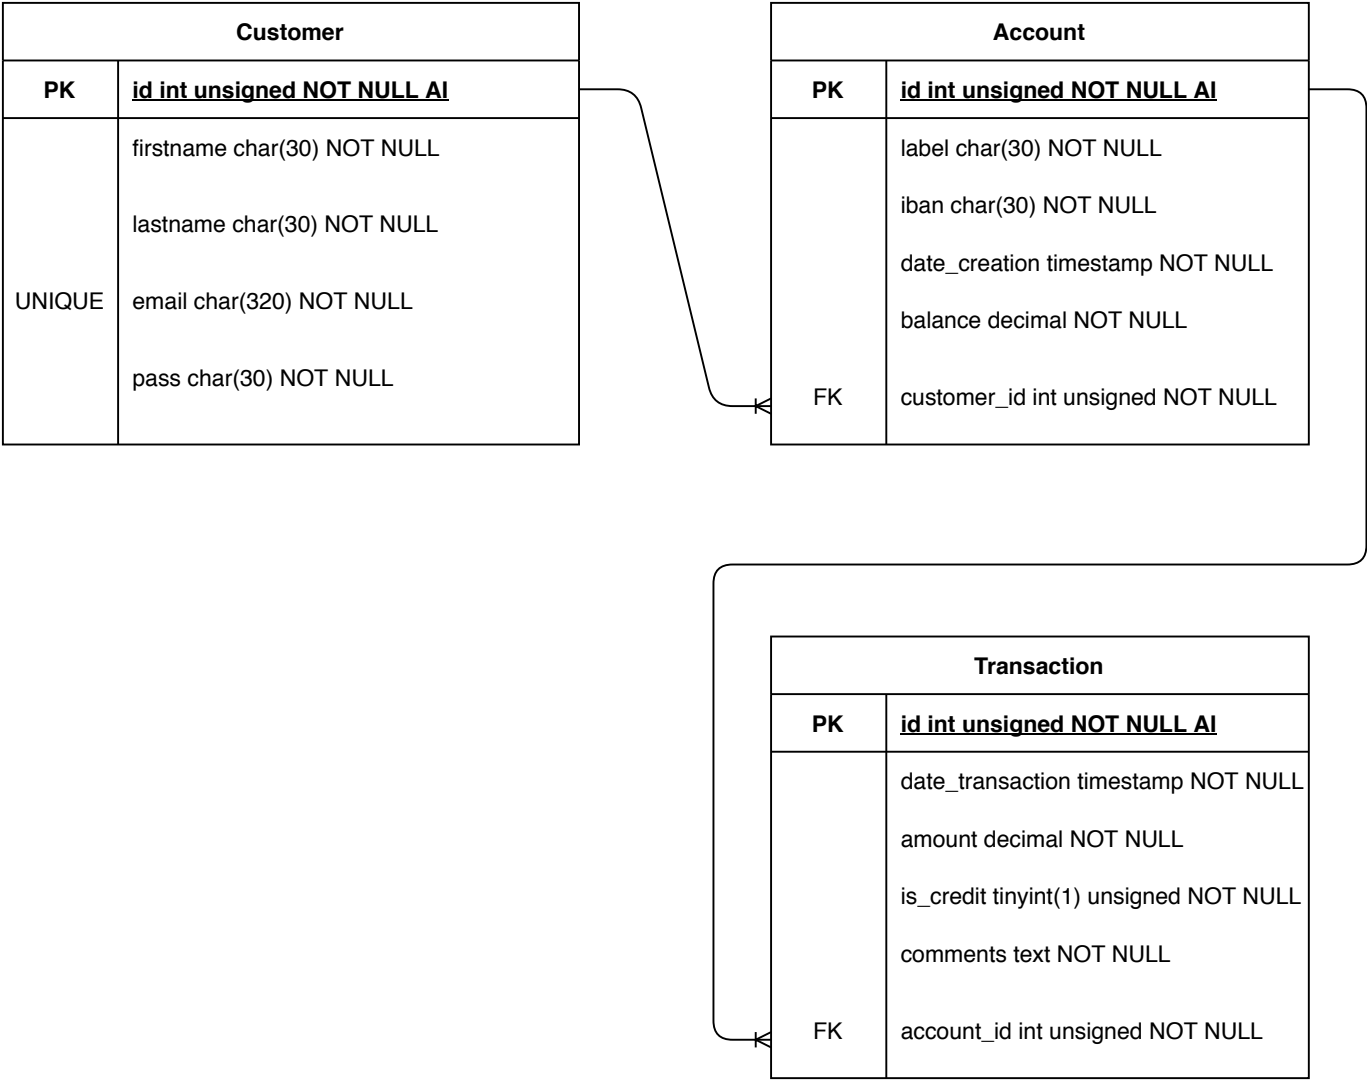 Customer
PK id int unsigned NOT NULL AI
firstname char(30) NOT NULL
lastname char(30) NOT NULL
UNIQUE email char(320) NOT NULL
pass char(30) NOT NULL
Account
PK id int unsigned NOT NULL AI
label char(30) NOT NULL
iban char(30) NOT NULL
date_creation timestamp NOT NULL
balance decimal NOT NULL
FK customer_id int unsigned NOT NULL
Transaction
PK id int unsigned NOT NULL AI
date_transaction timestamp NOT NULL
amount decimal NOT NULL
is_credit tinyint(1) unsigned NOT NULL
comments text NOT NULL
FK account_id int unsigned NOT NULL